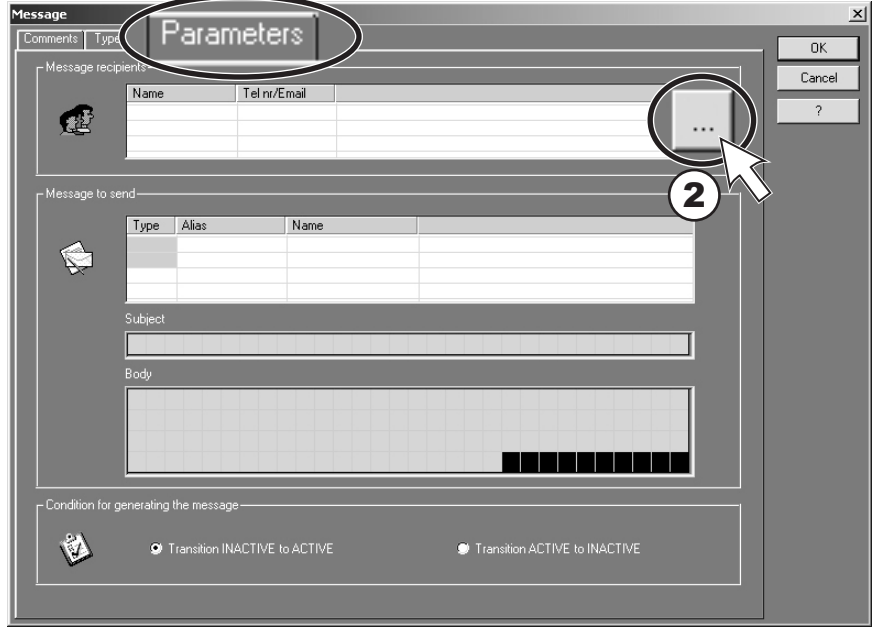 Message
Comments Type Parameters
OK
Cancel
?
Message recipients
Name Tel nr/Email
...
2
Message to send
Type Alias Name
Subject
Body
Condition for generating the message
Transition INACTIVE to ACTIVE
Transition ACTIVE to INACTIVE